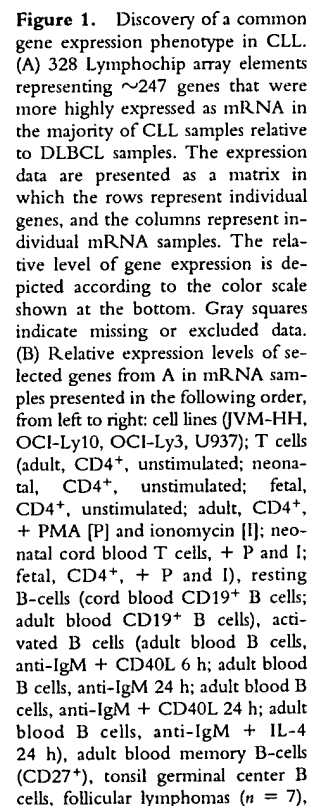 Figure 1. Discovery of a common
gene expression phenotype in CLL.
(A) 328 Lymphochip array elements
representing ~247 genes that were
more highly expressed as mRNA in
the majority of CLL samples relative
to DLBCL samples. The expression
data are presented as a matrix in
which the rows represent individual
genes, and the columns represent in-
dividual mRNA samples. The rela-
tive level of gene expression is de-
picted according to the color scale
shown at the bottom. Gray squares
indicate missing or excluded data.
(B) Relative expression levels of se-
lected genes from A in mRNA sam-
ples presented in the following order,
from left to right: cell lines (JVM-HH,
OCI-Ly10, OCI-Ly3, U937); T cells
(adult, CD4⁺, unstimulated; neona-
tal, CD4⁺, unstimulated; fetal,
CD4⁺, unstimulated; adult, CD4⁺,
+ PMA [P] and ionomycin [I]; neo-
natal cord blood T cells, + P and I;
fetal, CD4⁺, + P and I), resting
B-cells (cord blood CD19⁺ B cells;
adult blood CD19⁺ B cells), acti-
vated B cells (adult blood B cells,
anti-IgM + CD40L 6 h; adult blood
B cells, anti-IgM 24 h; adult blood B
cells, anti-IgM + CD40L 24 h; adult
blood B cells, anti-IgM + IL-4
24 h), adult blood memory B-cells
(CD27⁺), tonsil germinal center B
cells, follicular lymphomas (n = 7),